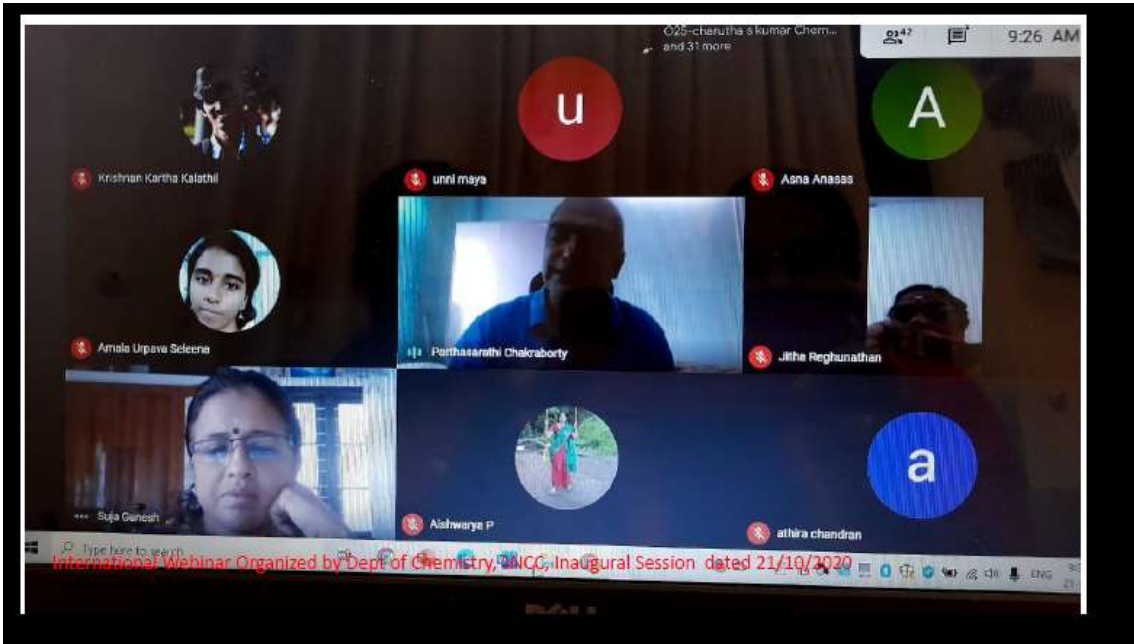 O25-charutha s kumar Chem...
and 31 more
42
9:26 AM
u
A
Krishnan Kartha Kalathil
unni maya
Asna Anasas
Amala Urpava Seleena
Parthasarathi Chakraborty
Jitha Reghunathan
a
Suja Ganesh
Aishwarya P
athira chandran
Type here to search
ENG
International Webinar Organized by Dept of Chemistry, Inaugural Session dated 21/10/2020
DELL